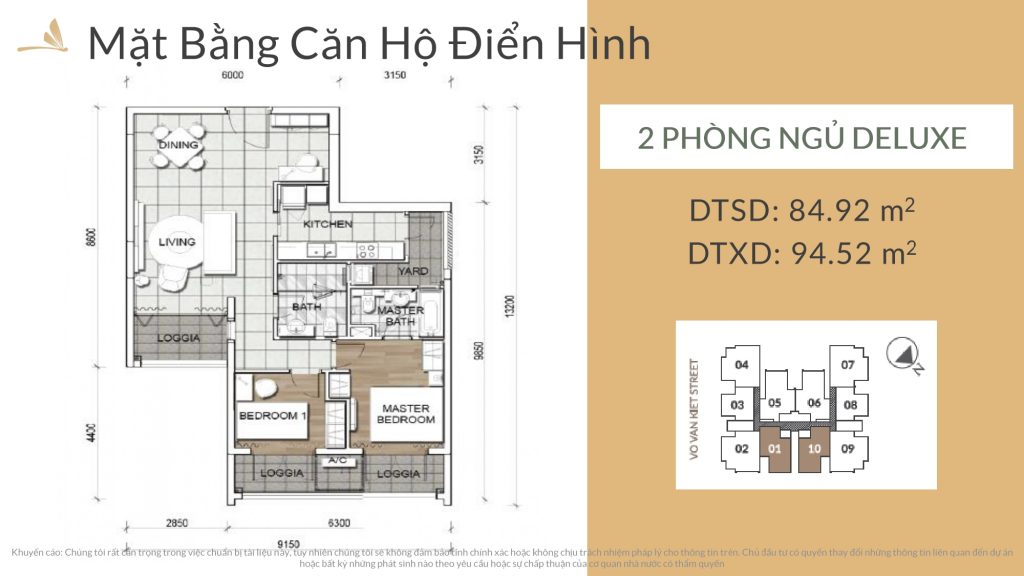 Mặt Bằng Căn Hộ Điển Hình
6000
3150
2 PHÒNG NGỦ DELUXE
DINING
3150
DTSD: 84.92 m²
DTXD: 94.52 m²
KITCHEN
8600
LIVING
YARD
BATH
MASTER
BATH
13200
LOGGIA
9850
BEDROOM 1
MASTER
BEDROOM
4400
A/C
LOGGIA
LOGGIA
2850
6300
9150
VO VAN KIET STREET
04
07
Z
03
05
06
08
02
01
10
09
Khuyến cáo: Chúng tôi rất cẩn trọng trong việc chuẩn bị tài liệu này, tuy nhiên chúng tôi sẽ không đảm bảo tính chính xác hoặc không chịu trách nhiệm pháp lý cho thông tin trên. Chủ đầu tư có quyền thay đổi những thông tin liên quan đến dự án
hoặc bất kỳ những phát sinh nào theo yêu cầu hoặc sự chấp thuận của cơ quan nhà nước có thẩm quyền